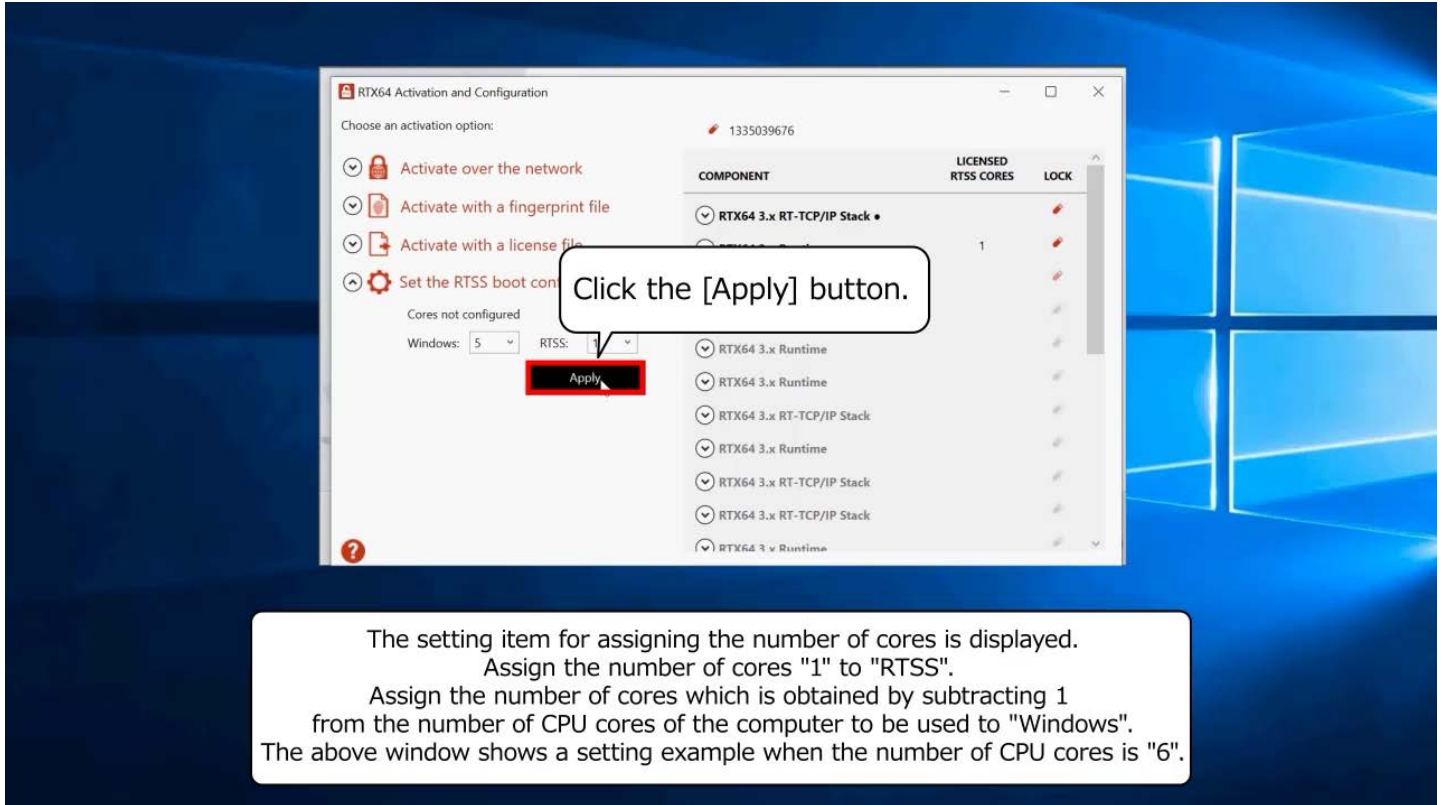 RTX64 Activation and Configuration
Choose an activation option:
Activate over the network
Activate with a fingerprint file
Activate with a license file
Set the RTSS boot
Cores not configured
Windows: 5 RTSS: 1
Apply
Click the [Apply] button.
1335039676
COMPONENT LICENSED RTSS CORES LOCK
RTX64 3.x RT-TCP/IP Stack •
1
RTX64 3.x Runtime
RTX64 3.x Runtime
RTX64 3.x RT-TCP/IP Stack
RTX64 3.x Runtime
RTX64 3.x RT-TCP/IP Stack
RTX64 3.x RT-TCP/IP Stack
RTX64 3.x Runtime
?
The setting item for assigning the number of cores is displayed.
Assign the number of cores "1" to "RTSS".
Assign the number of cores which is obtained by subtracting 1
from the number of CPU cores of the computer to be used to "Windows".
The above window shows a setting example when the number of CPU cores is "6".